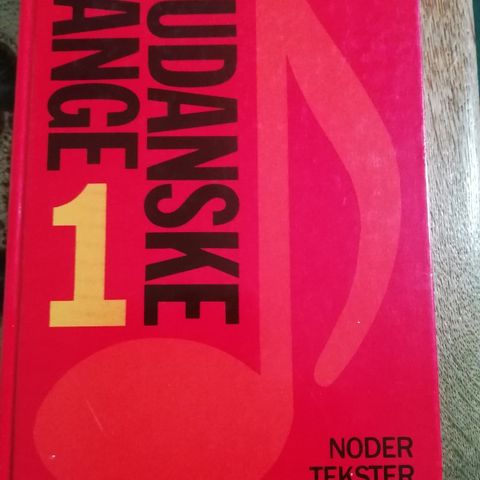 UDANSKE
ANGE
1
NODER
TEKSTER